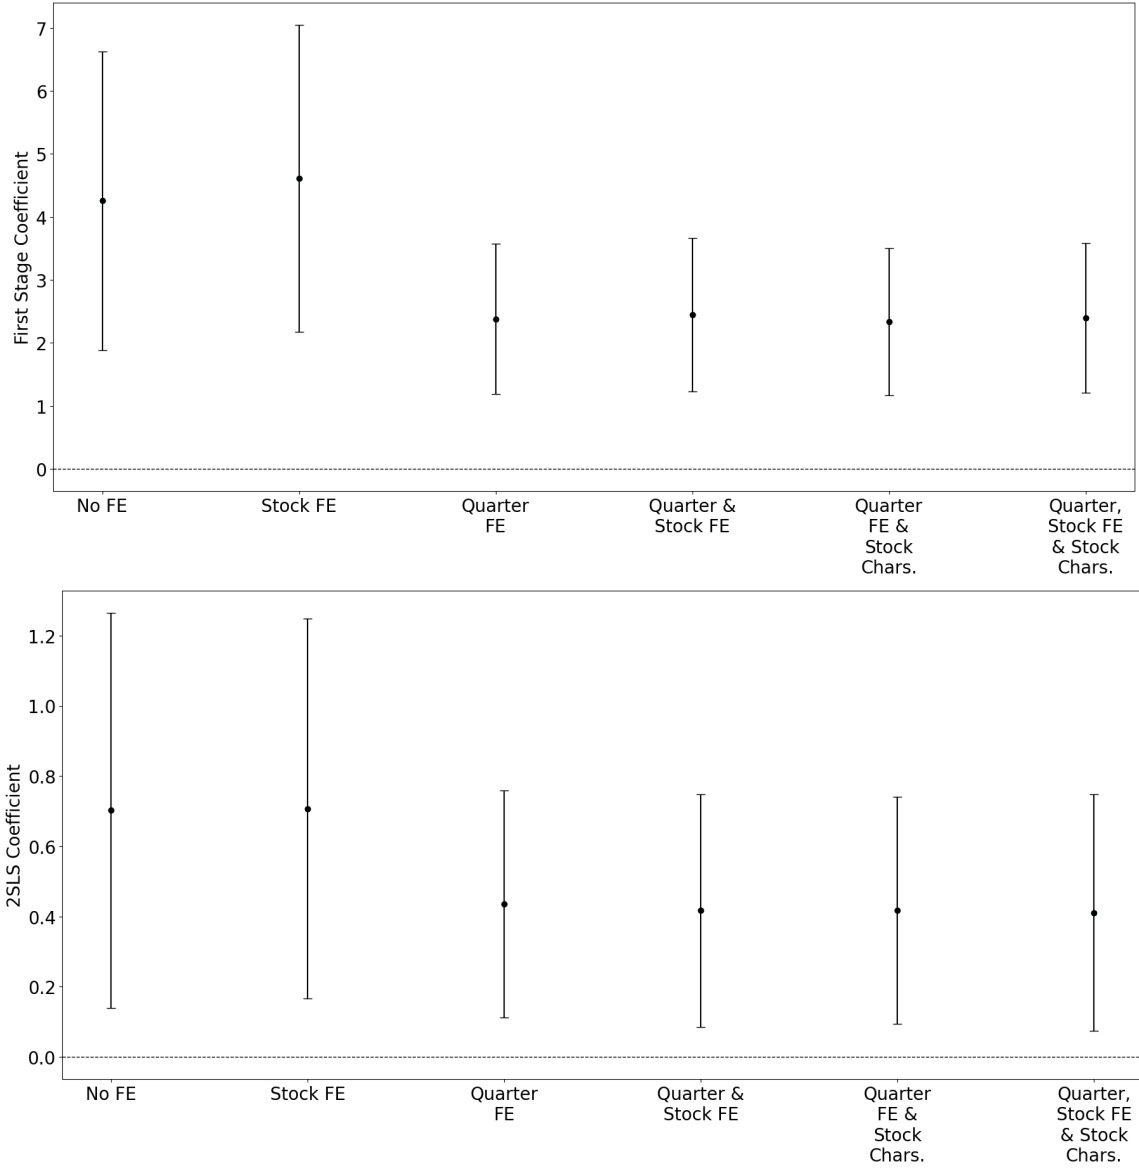 7
6
5
4
3
2
1
0
First Stage Coefficient
No FE
Stock FE
Quarter
FE
Quarter &
Stock FE
Quarter
FE &
Stock
Chars.
Quarter,
Stock FE
& Stock
Chars.
1.2
1.0
0.8
0.6
0.4
0.2
0.0
2SLS Coefficient
No FE
Stock FE
Quarter
FE
Quarter &
Stock FE
Quarter
FE &
Stock
Chars.
Quarter,
Stock FE
& Stock
Chars.